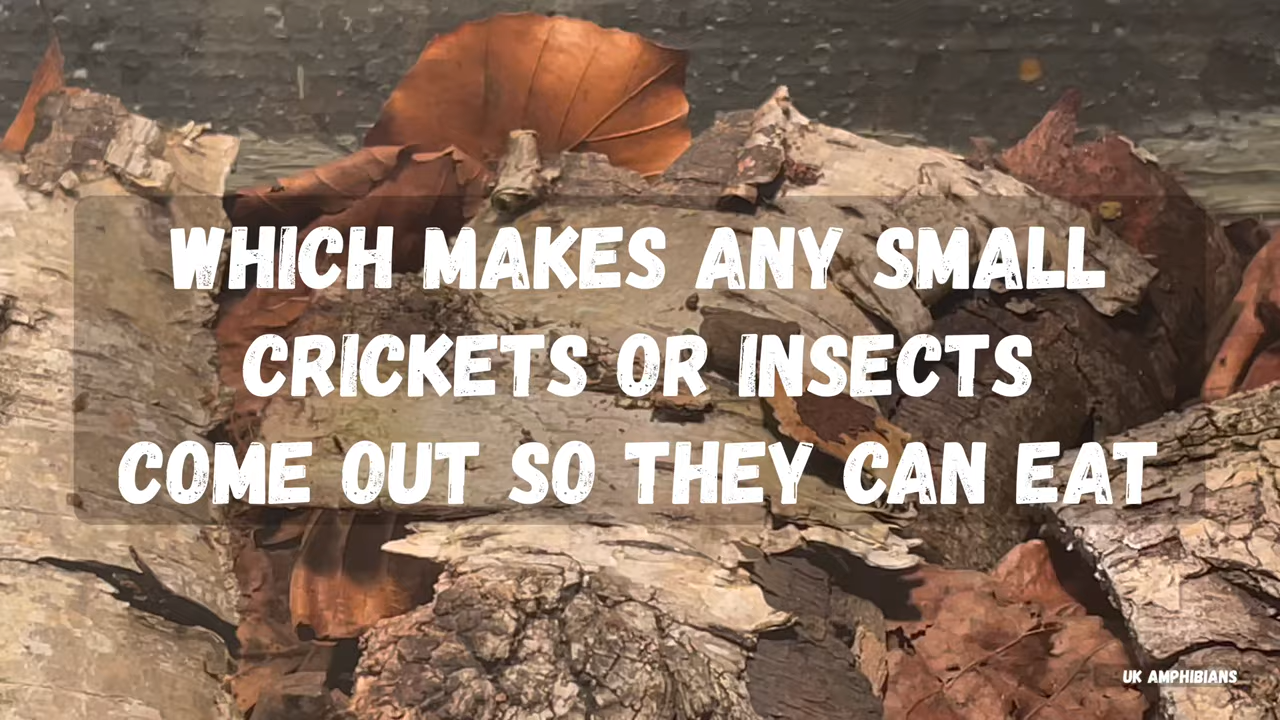 WHICH MAKES ANY SMALL
CRICKETS OR INSECTS
COME OUT SO THEY CAN EAT
UK AMPHIBIANS